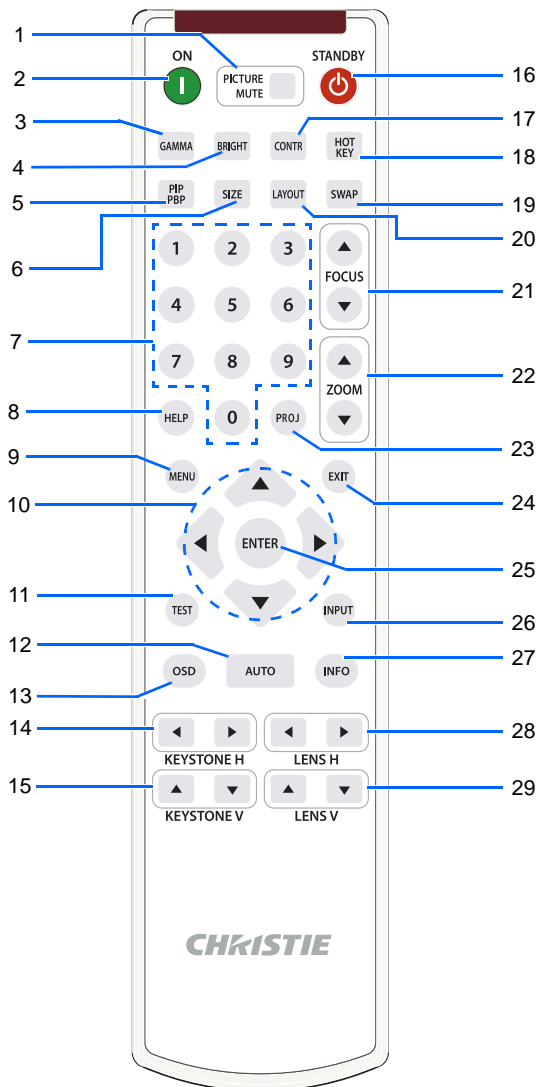 1
ON
STANDBY
2
PICTURE
MUTE
16
3
17
GAMMA
BRIGHT
CONTR
HOT
KEY
4
18
PIP
PBP
SIZE
LAYOUT
SWAP
5
19
6
20
1 2 3
FOCUS
21
4 5 6
7
7 8 9
ZOOM
22
8
HELP
0
PROJ
23
9
MENU
EXIT
24
10
ENTER
25
11
TEST
INPUT
26
12
27
OSD
AUTO
INFO
13
14
28
KEYSTONE H
LENS H
15
29
KEYSTONE V
LENS V
CHRISTIE